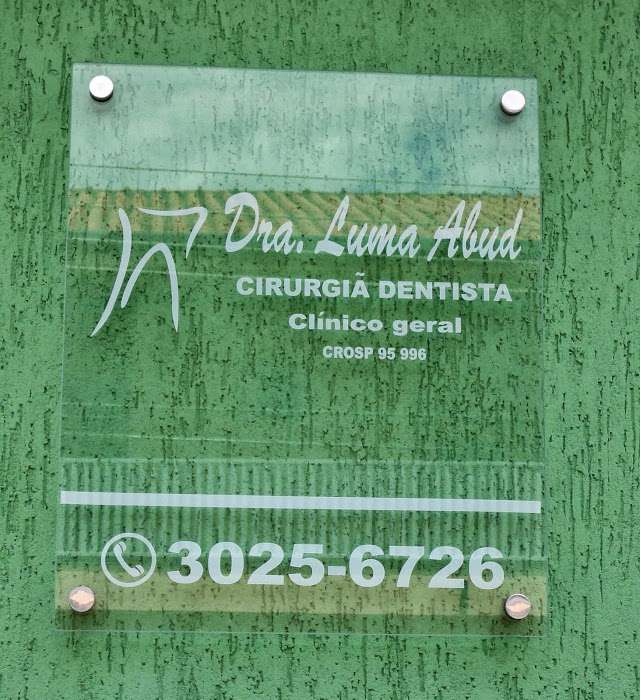 Dra. Luma Abud
CIRURGIÃ DENTISTA
Clínico geral
CROSP 95 996
3025-6726